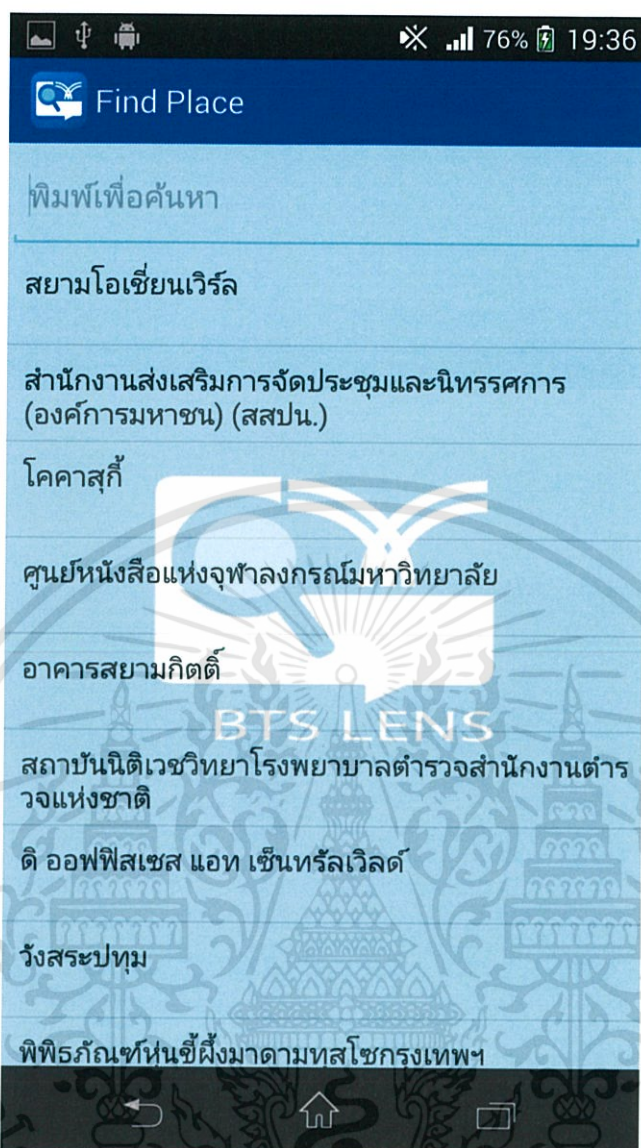 76% 19:36
Find Place
พิมพ์เพื่อค้นหา
สยามโอเชี่ยนเวิร์ล
สำนักงานส่งเสริมการจัดประชุมและนิทรรศการ
(องค์การมหาชน) (สสปน.)
โคคาสุกี้
ศูนย์หนังสือแห่งจุฬาลงกรณ์มหาวิทยาลัย
อาคารสยามกิตติ์
BTS LENS
สถาบันนิติเวชวิทยาโรงพยาบาลตำรวจสำนักงานตำร
วจแห่งชาติ
ดิ ออฟฟิสเซส แอท เซ็นทรัลเวิลด์
วังสระปทุม
พิพิธภัณฑ์หุ่นขี้ผึ้งมาดามทุสโซกรุงเทพฯ